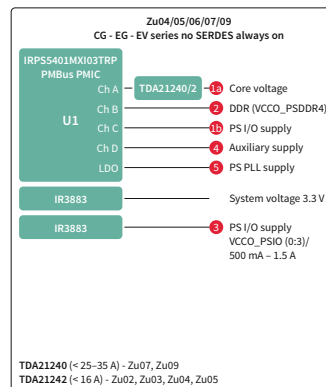 Zu04/05/06/07/09
CG - EG - EV series no SERDES always on
IRPS5401MXI03TRP
PMBus PMIC
U1
Ch A
TDA21240/2
1a
Core voltage
Ch B
2
DDR (VCCO_PSDDR4)
Ch C
1b
PS I/O supply
Ch D
4
Auxiliary supply
LDO
5
PS PLL supply
IR3883
System voltage 3.3 V
IR3883
3
PS I/O supply
VCCO_PSIO (0:3)/
500 mA – 1.5 A
TDA21240 (< 25–35 A) - Zu07, Zu09
TDA21242 (< 16 A) - Zu02, Zu03, Zu04, Zu05